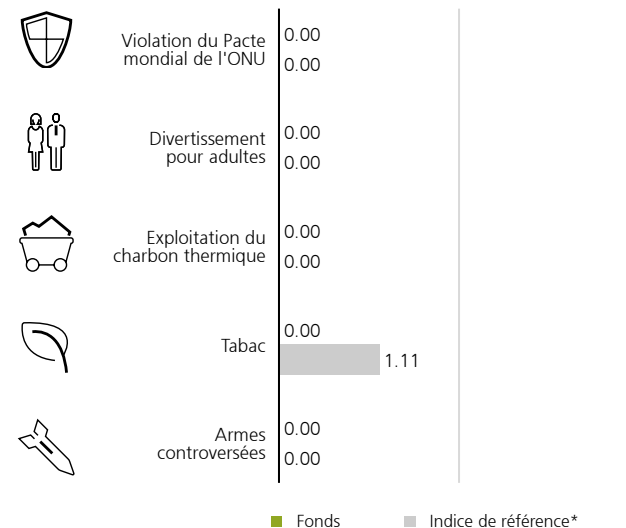 Violation du Pacte
mondial de l'ONU
0.00
0.00
Divertissement
pour adultes
0.00
0.00
Exploitation du
charbon thermique
0.00
0.00
Tabac
0.00
1.11
Armes
controversées
0.00
0.00
Fonds
Indice de référence*